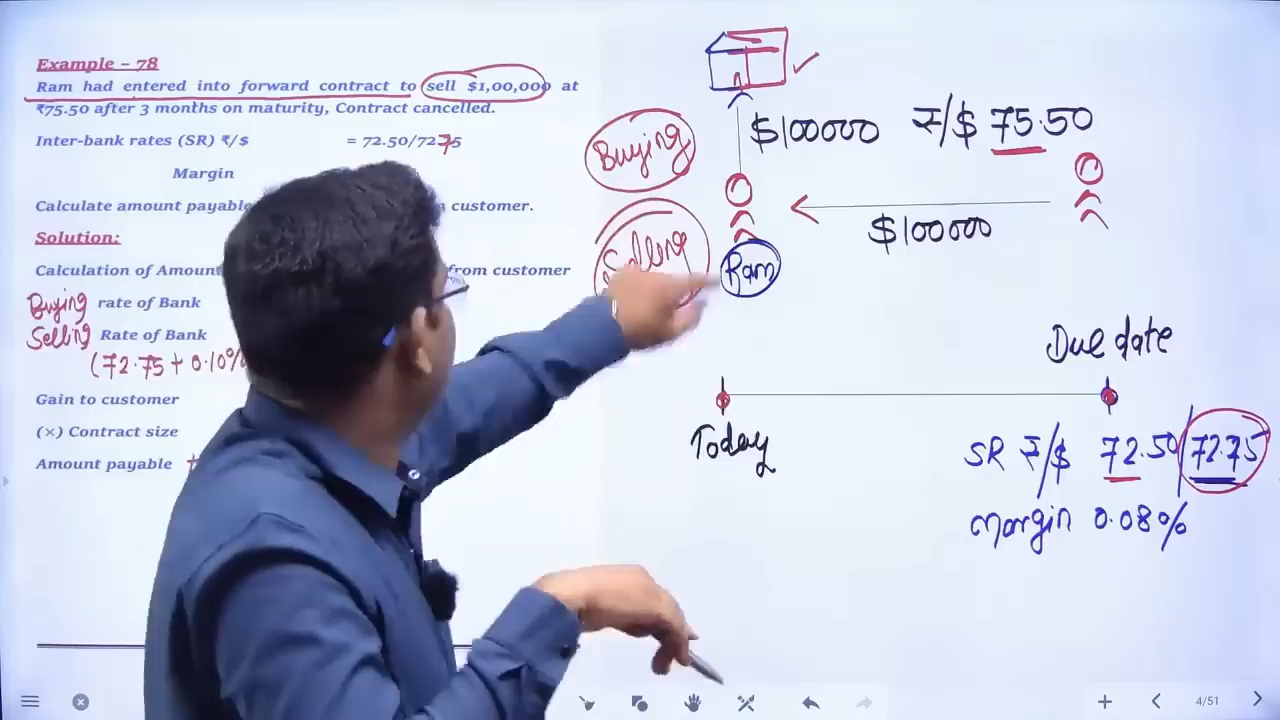 Example – 78
Ram had entered into forward contract to sell $1,00,000 at
₹75.50 after 3 months on maturity, Contract cancelled.
Inter-bank rates (SR) ₹/$ = 72.50/72.75
Margin
Calculate amount payable customer.
Solution:
Calculation of Amoun from customer
Buying rate of Bank
Selling Rate of Bank
(72.75 + 0.10%
Gain to customer
(×) Contract size
Amount payable
Buying
Selling
Ram
$100000 ₹/$ 75.50
$100000
Due date
Today
SR ₹/$ 72.50/72.75
Margin 0.08%
4/51